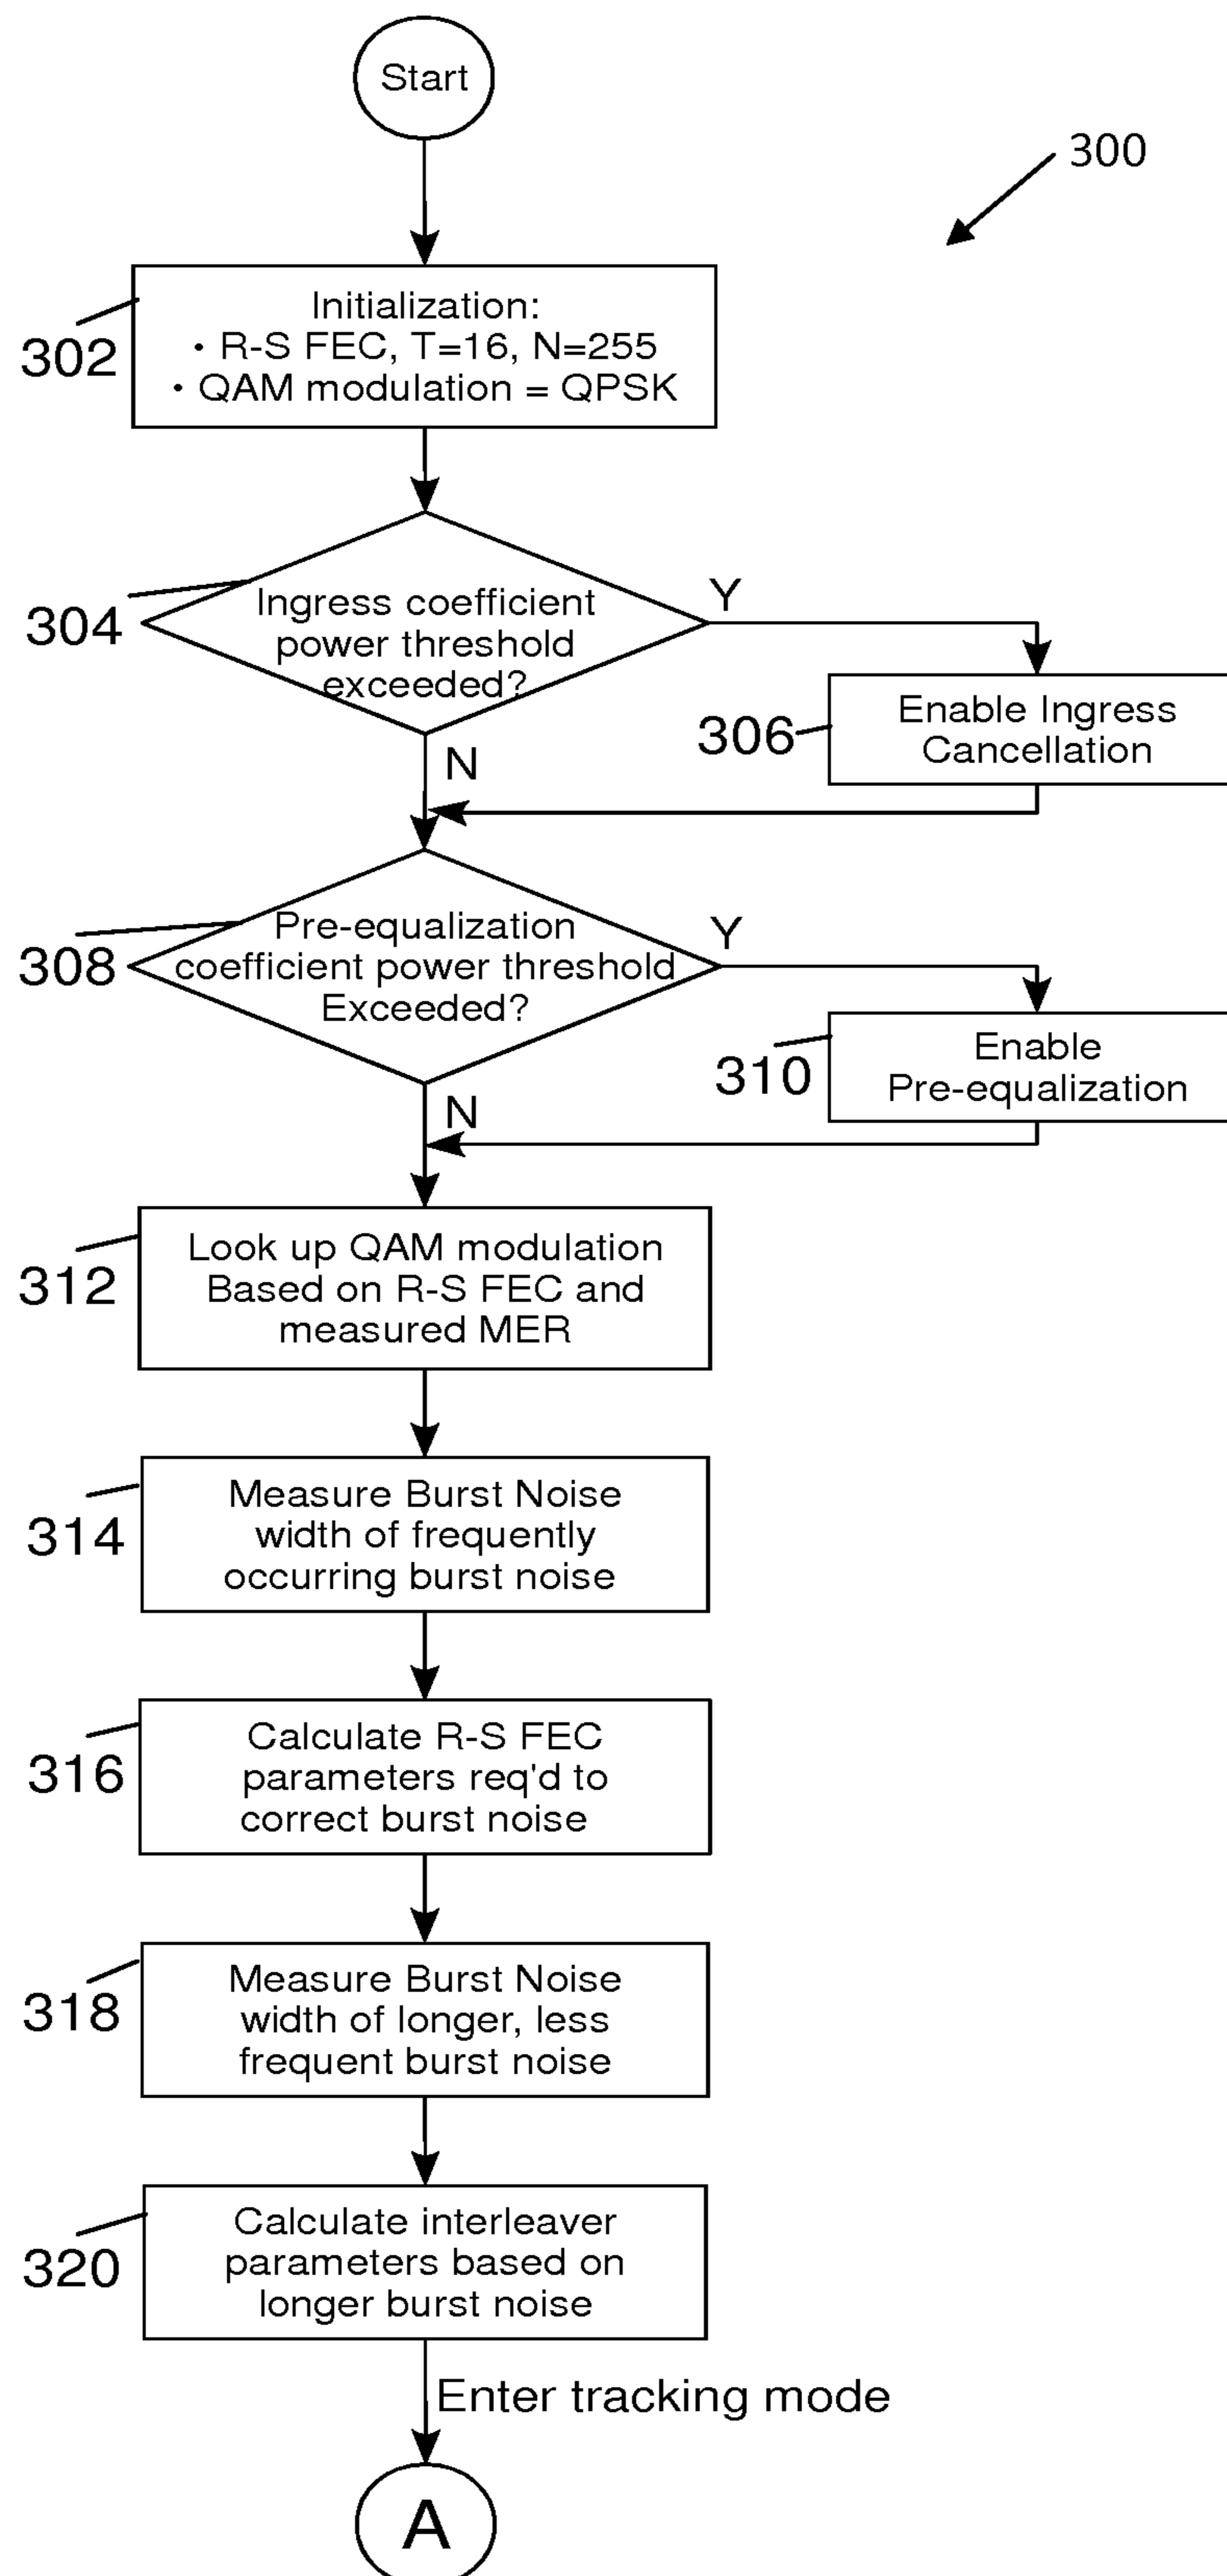 Start
300
Initialization:
• R-S FEC, T=16, N=255
• QAM modulation = QPSK
302
Ingress coefficient
power threshold
exceeded?
304
Y
N
Enable Ingress
Cancellation
306
Pre-equalization
coefficient power threshold
Exceeded?
308
Y
N
Enable
Pre-equalization
310
Look up QAM modulation
Based on R-S FEC and
measured MER
312
Measure Burst Noise
width of frequently
occurring burst noise
314
Calculate R-S FEC
parameters req'd to
correct burst noise
316
Measure Burst Noise
width of longer, less
frequent burst noise
318
Calculate interleaver
parameters based on
longer burst noise
320
Enter tracking mode
A